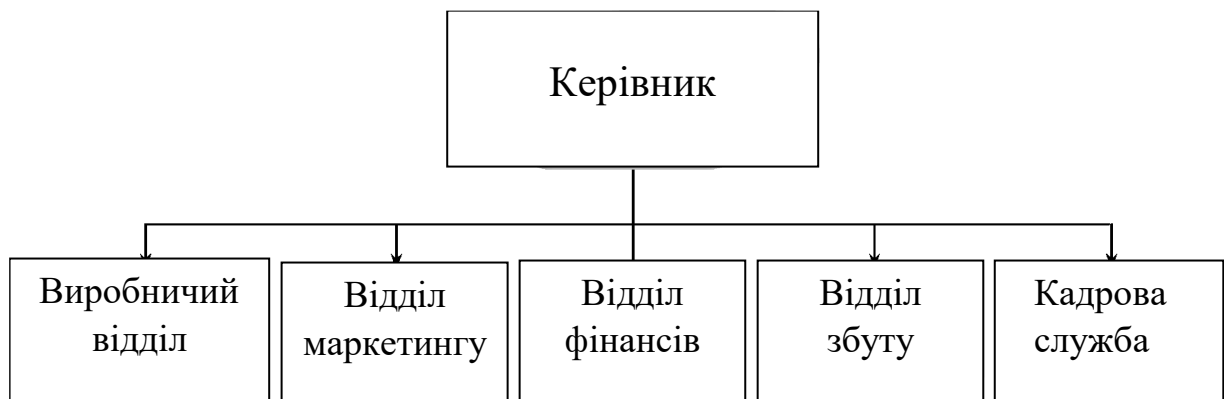 Керівник
Виробничий
відділ
Відділ
маркетингу
Відділ
фінансів
Відділ
збуту
Кадрова
служба